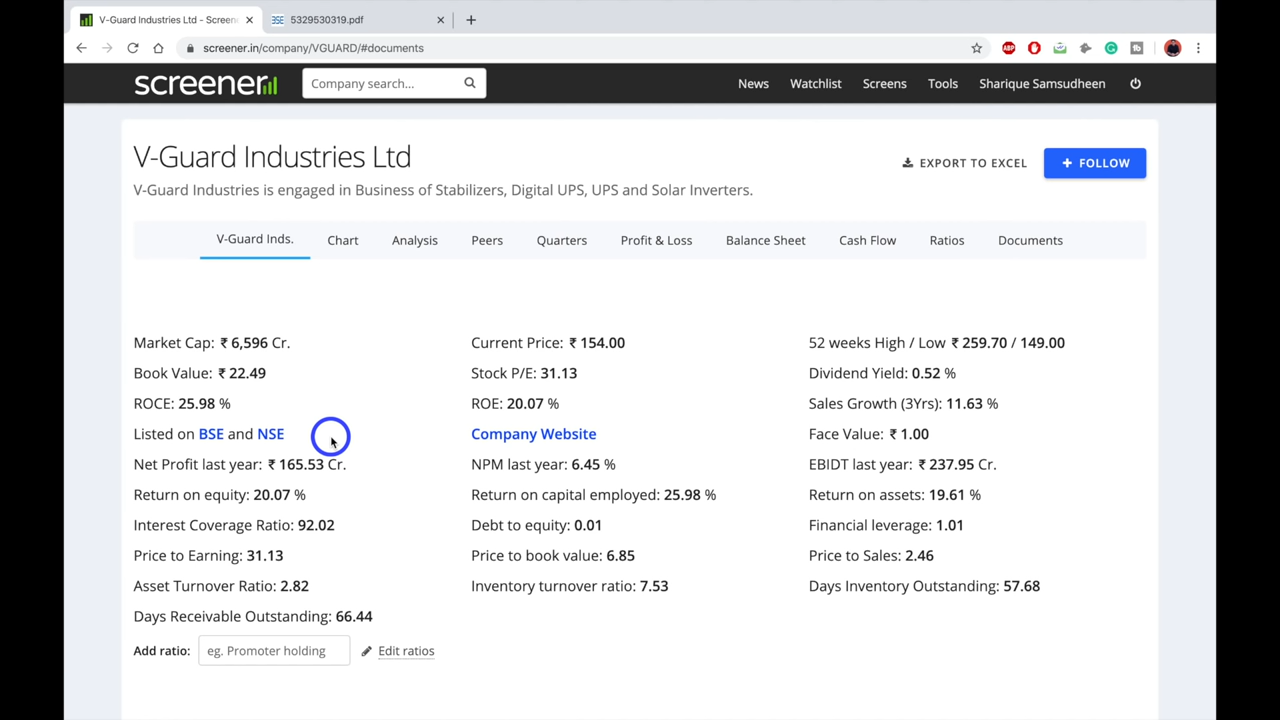 V-Guard Industries Ltd - Screen
5329530319.pdf
screener.in/company/VGUARD/#documents
screener
Company search...
News
Watchlist
Screens
Tools
Sharique Samsudheen
V-Guard Industries Ltd
EXPORT TO EXCEL
+ FOLLOW
V-Guard Industries is engaged in Business of Stabilizers, Digital UPS, UPS and Solar Inverters.
V-Guard Inds.
Chart
Analysis
Peers
Quarters
Profit & Loss
Balance Sheet
Cash Flow
Ratios
Documents
Market Cap: ₹ 6,596 Cr.
Current Price: ₹ 154.00
52 weeks High / Low ₹ 259.70 / 149.00
Book Value: ₹ 22.49
Stock P/E: 31.13
Dividend Yield: 0.52 %
ROCE: 25.98 %
ROE: 20.07 %
Sales Growth (3Yrs): 11.63 %
Listed on BSE and NSE
Company Website
Face Value: ₹ 1.00
Net Profit last year: ₹ 165.53 Cr.
NPM last year: 6.45 %
EBIDT last year: ₹ 237.95 Cr.
Return on equity: 20.07 %
Return on capital employed: 25.98 %
Return on assets: 19.61 %
Interest Coverage Ratio: 92.02
Debt to equity: 0.01
Financial leverage: 1.01
Price to Earning: 31.13
Price to book value: 6.85
Price to Sales: 2.46
Asset Turnover Ratio: 2.82
Inventory turnover ratio: 7.53
Days Inventory Outstanding: 57.68
Days Receivable Outstanding: 66.44
Add ratio:
eg. Promoter holding
Edit ratios